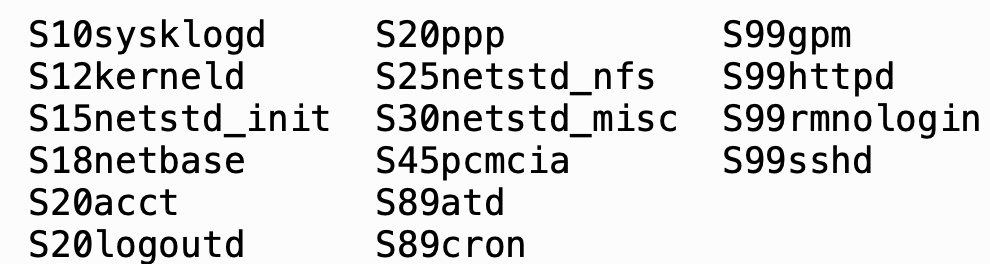 S10sysklogd S20ppp S99gpm
S12kerneld S25netstd_nfs S99httpd
S15netstd_init S30netstd_misc S99rmnologin
S18netbase S45pcmcia S99sshd
S20acct S89atd
S20logoutd S89cron